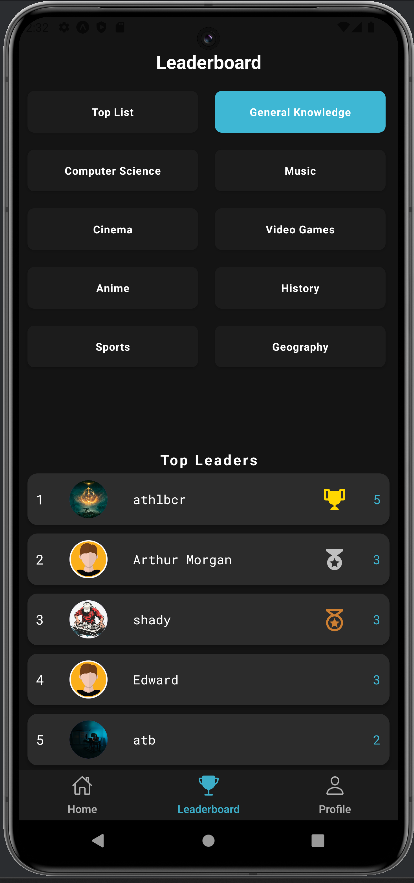 2:32
Leaderboard
Top List
General Knowledge
Computer Science
Music
Cinema
Video Games
Anime
History
Sports
Geography
Top Leaders
1 athlbcr 5
2 Arthur Morgan 3
3 shady 3
4 Edward 3
5 atb 2
Home
Leaderboard
Profile